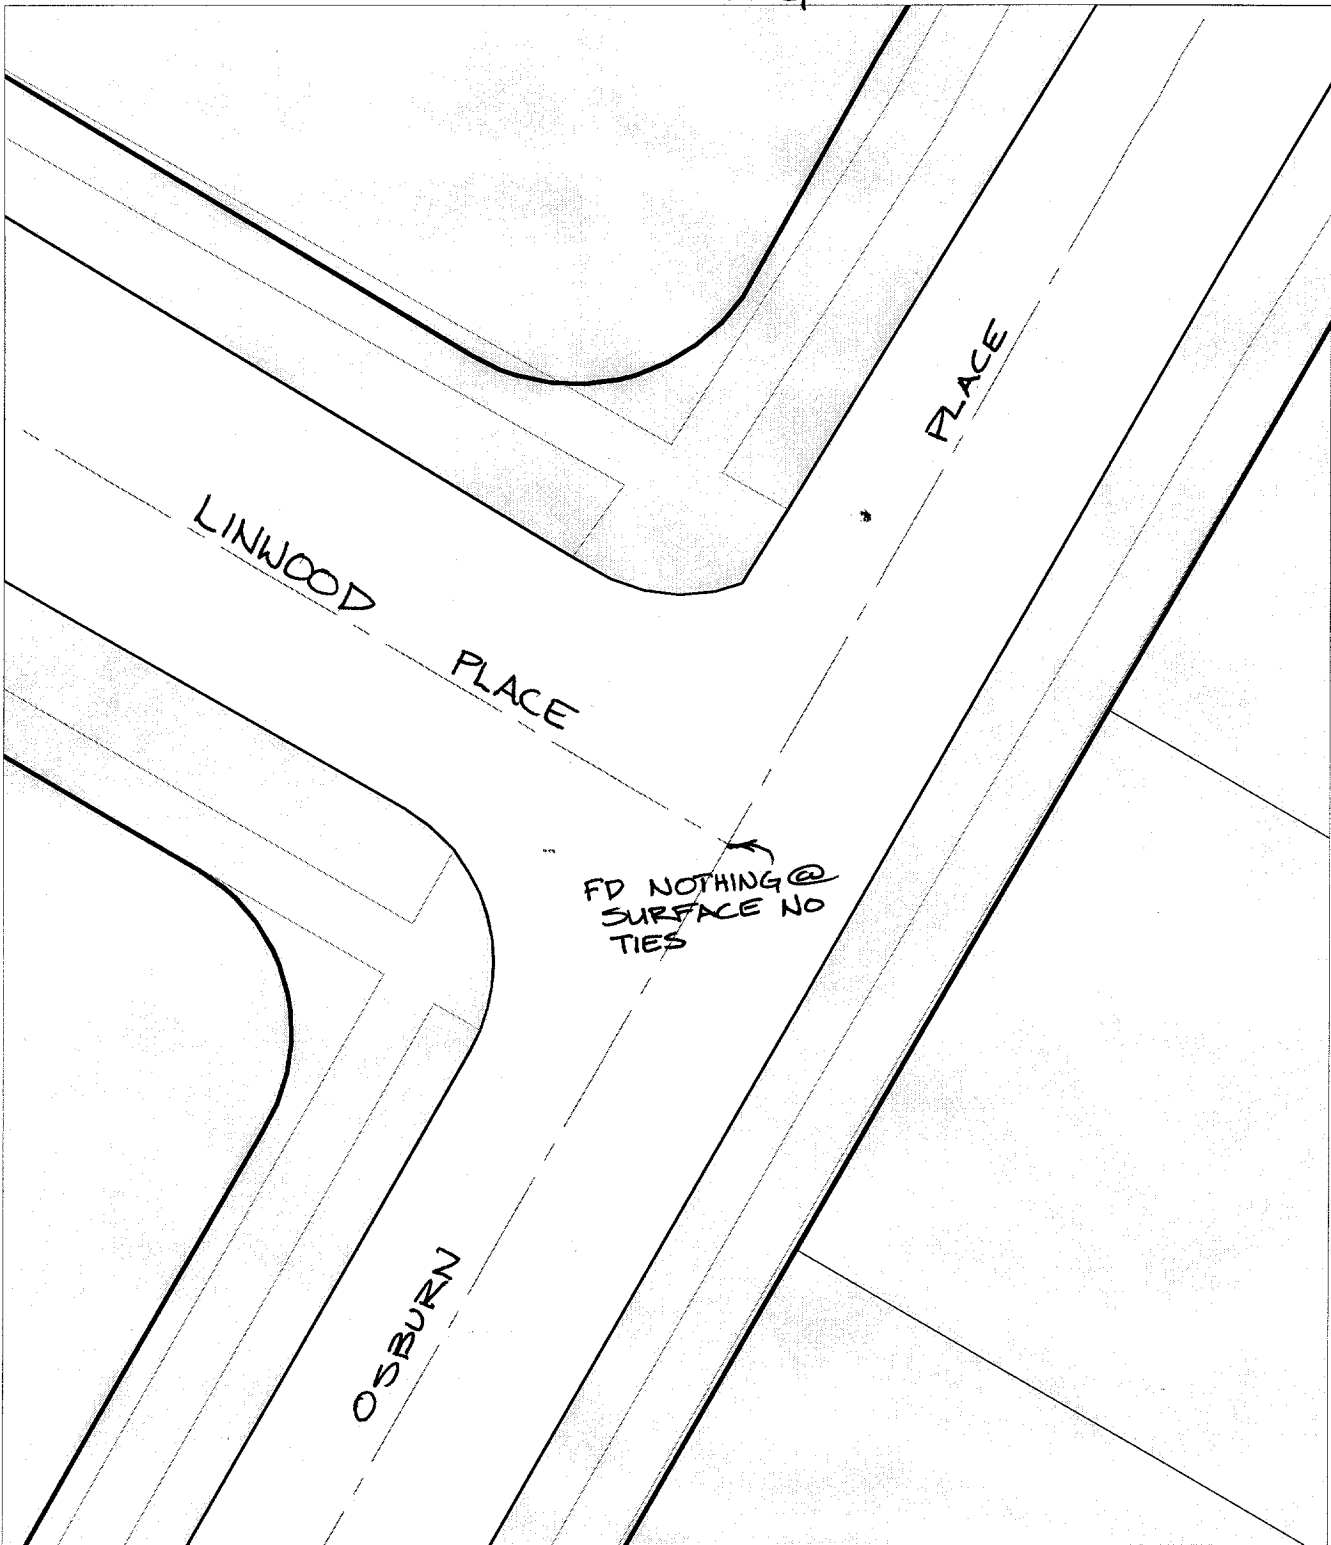 PLACE
LINWOOD PLACE
FD NOTHING @
SURFACE NO
TIES
OSBURN